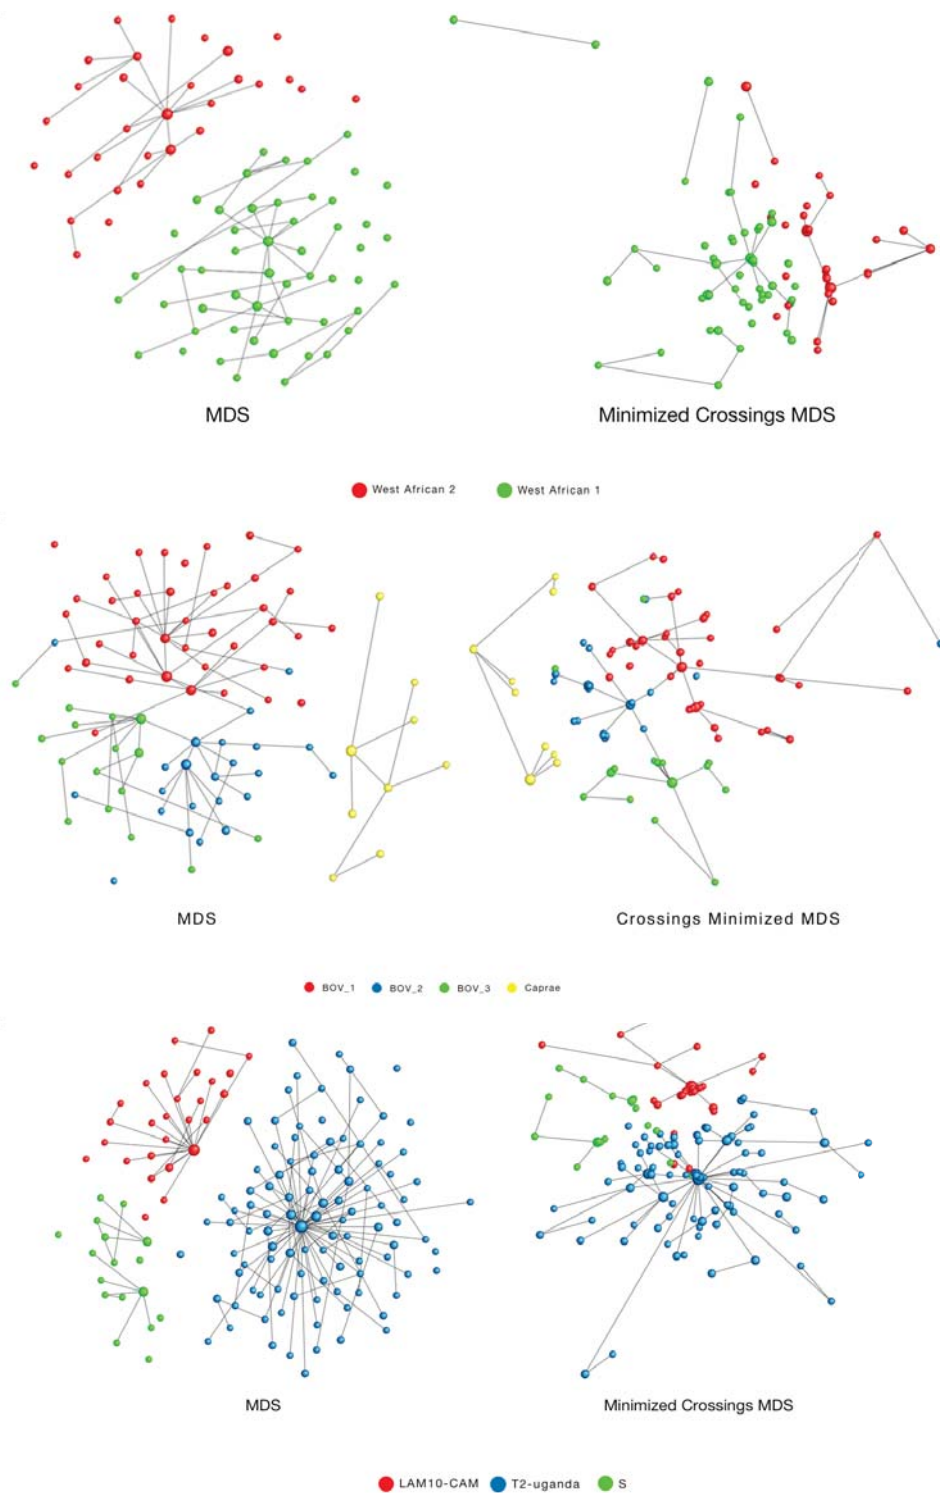 MDS Minimized Crossings MDS
West African 2 West African 1
MDS Crossings Minimized MDS
BOV_1 BOV_2 BOV_3 Caprae
MDS Minimized Crossings MDS
LAM10-CAM T2-uganda S